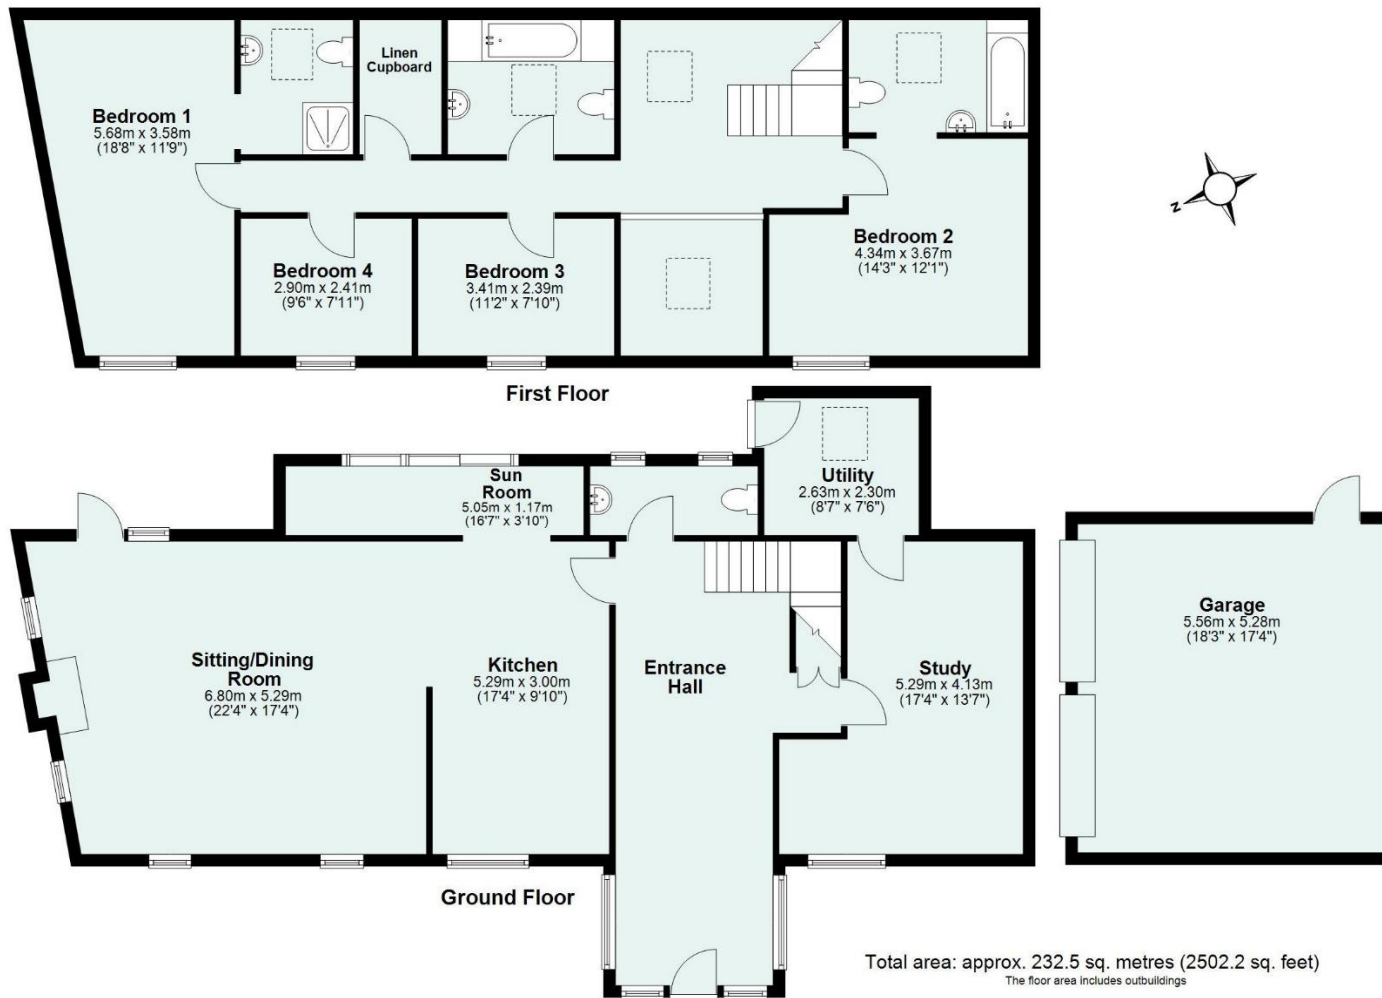 Linen
Cupboard
Bedroom 1
5.68m x 3.58m
(18'8" x 11'9")
Bedroom 2
4.34m x 3.67m
(14'3" x 12'1")
Bedroom 4
2.90m x 2.41m
(9'6" x 7'11")
Bedroom 3
3.41m x 2.39m
(11'2" x 7'10")
N
First Floor
Sun
Room
5.05m x 1.17m
(16'7" x 3'10")
Utility
2.63m x 2.30m
(8'7" x 7'6")
Sitting/Dining
Room
6.80m x 5.29m
(22'4" x 17'4")
Kitchen
5.29m x 3.00m
(17'4" x 9'10")
Entrance
Hall
Study
5.29m x 4.13m
(17'4" x 13'7")
Garage
5.56m x 5.28m
(18'3" x 17'4")
Ground Floor
Total area: approx. 232.5 sq. metres (2502.2 sq. feet)
The floor area includes outbuildings